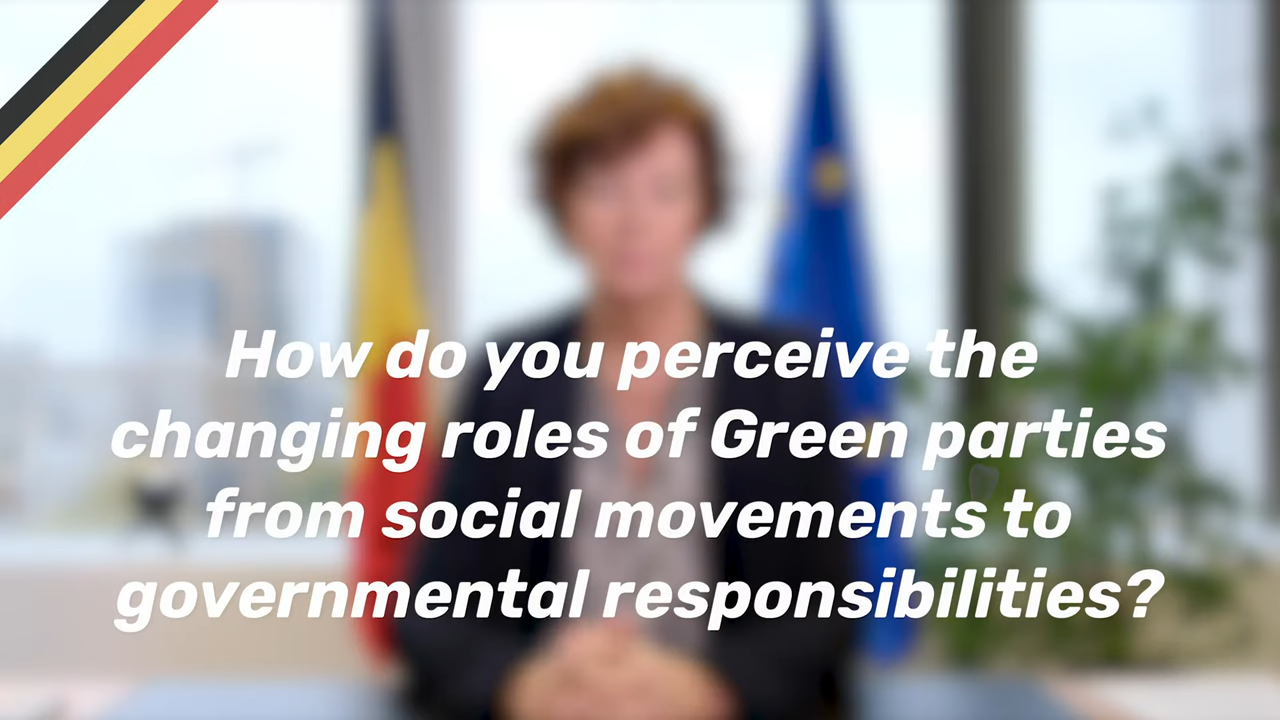 How do you perceive the
changing roles of Green parties
from social movements to
governmental responsibilities?